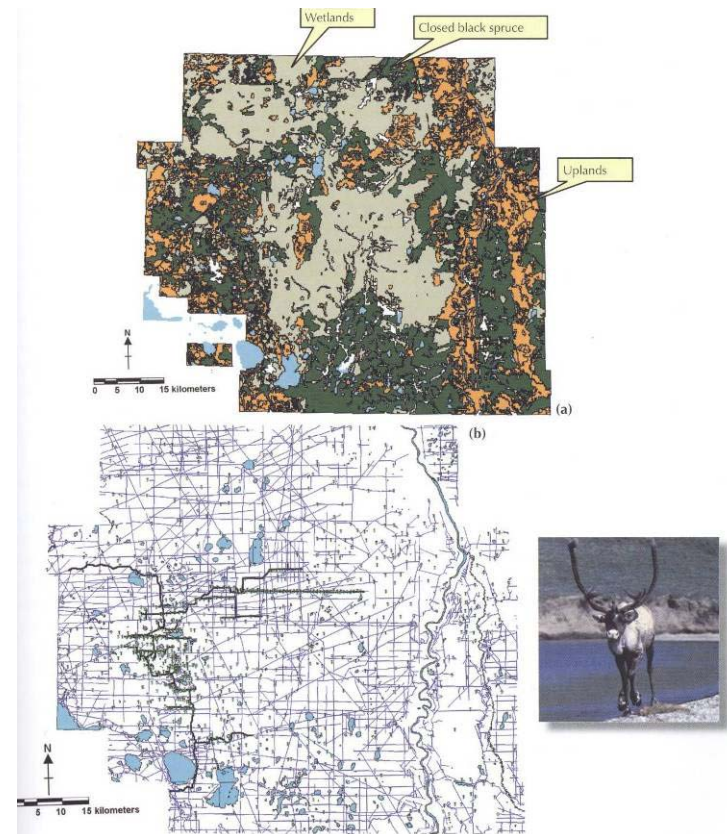 Wetlands
Closed black spruce
Uplands
N
0 5 10 15 kilometers
(a)
(b)
N
5 10 15 kilometers